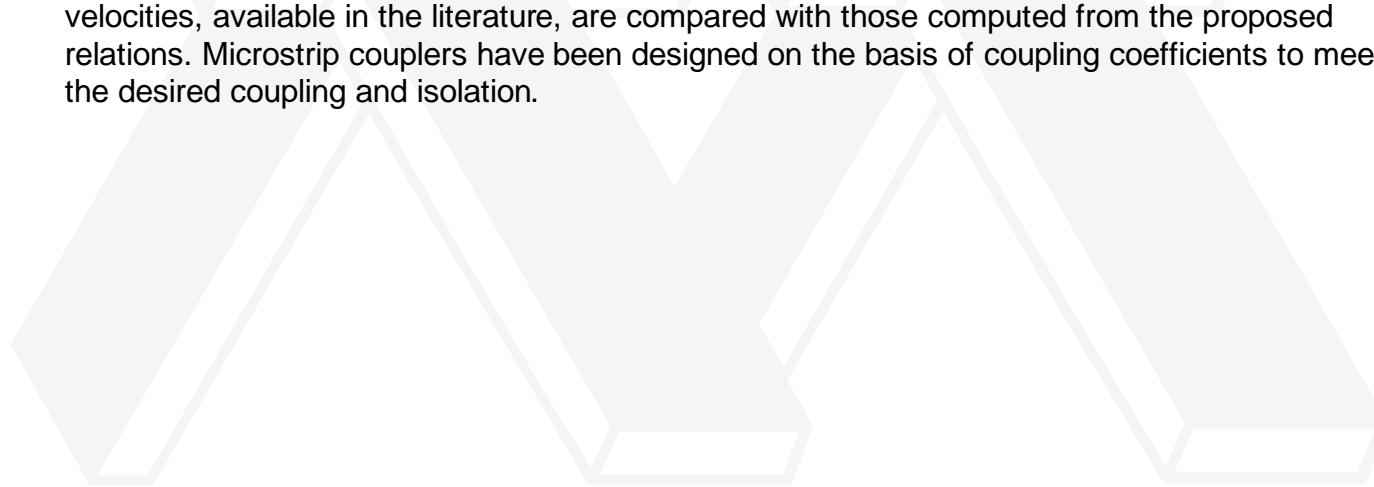 velocities, available in the literature, are compared with those computed from the proposed
relations. Microstrip couplers have been designed on the basis of coupling coefficients to mee
the desired coupling and isolation.